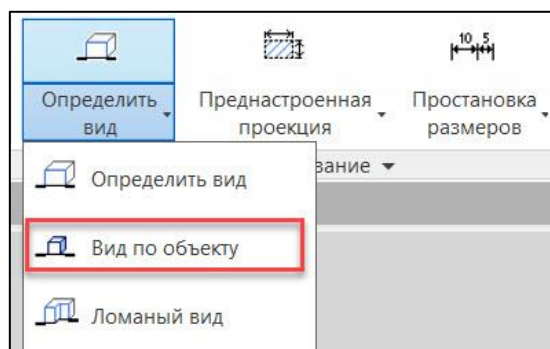 10 5
Определить вид
Преднастроенная проекция
Простановка размеров
вание
Определить вид
Вид по объекту
Ломаный вид